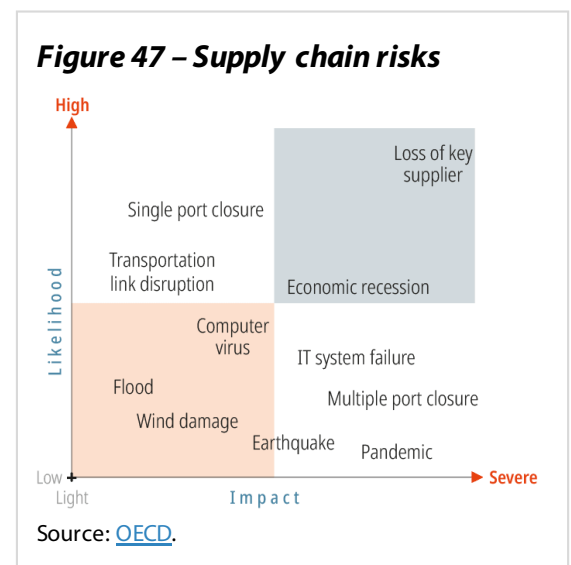 Figure 47 – Supply chain risks
High
Loss of key
supplier
Single port closure
Transportation
link disruption
Economic recession
Likelihood
Computer
virus
IT system failure
Flood
Multiple port closure
Wind damage
Earthquake
Pandemic
Low
Severe
Light
Impact
Source: OECD.